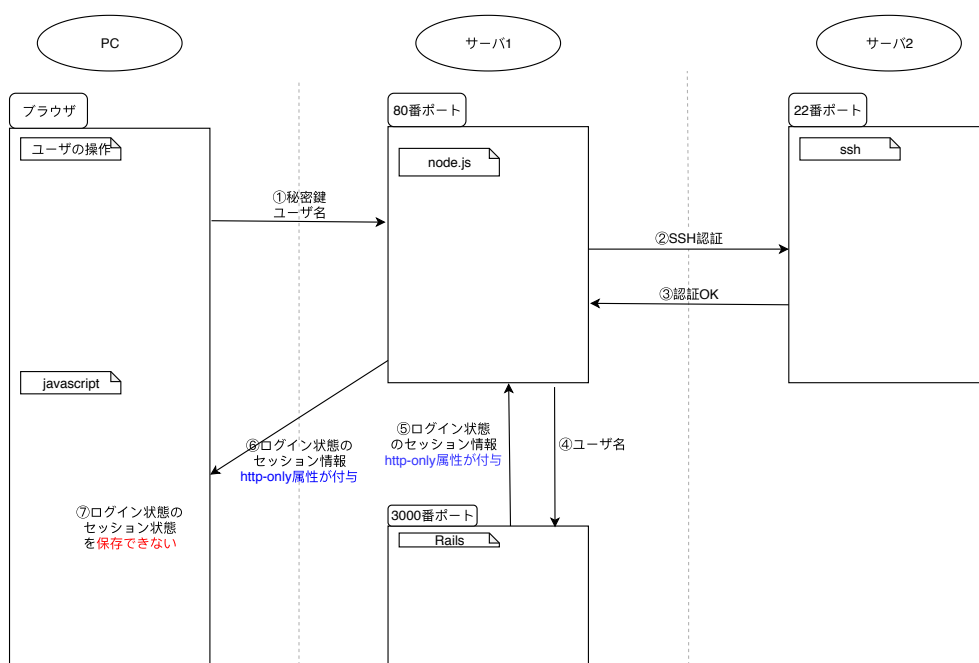 PC
サーバ1
サーバ2
ブラウザ
80番ポート
22番ポート
ユーザの操作
node.js
ssh
①秘密鍵
ユーザ名
②SSH認証
③認証OK
javascript
⑤ログイン状態
のセッション情報
http-only属性が付与
④ユーザ名
⑥ログイン状態の
セッション情報
http-only属性が付与
⑦ログイン状態の
セッション状態
を保存できない
3000番ポート
Rails